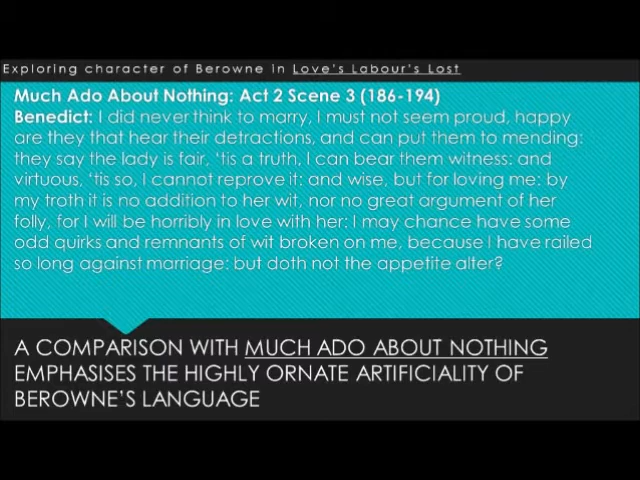 Exploring character of Berowne in Love's Labour's Lost
Much Ado About Nothing: Act 2 Scene 3 (186-194)
Benedict: I did never think to marry, I must not seem proud, happy
are they that hear their detractions, and can put them to mending:
they say the lady is fair, 'tis a truth, I can bear them witness: and
virtuous, 'tis so, I cannot reprove it: and wise, but for loving me: by
my troth it is no addition to her wit, nor no great argument of her
folly, for I will be horribly in love with her: I may chance have some
odd quirks and remnants of wit broken on me, because I have railed
so long against marriage: but doth not the appetite alter?
A COMPARISON WITH MUCH ADO ABOUT NOTHING
EMPHASISES THE HIGHLY ORNATE ARTIFICIALITY OF
BEROWNE'S LANGUAGE